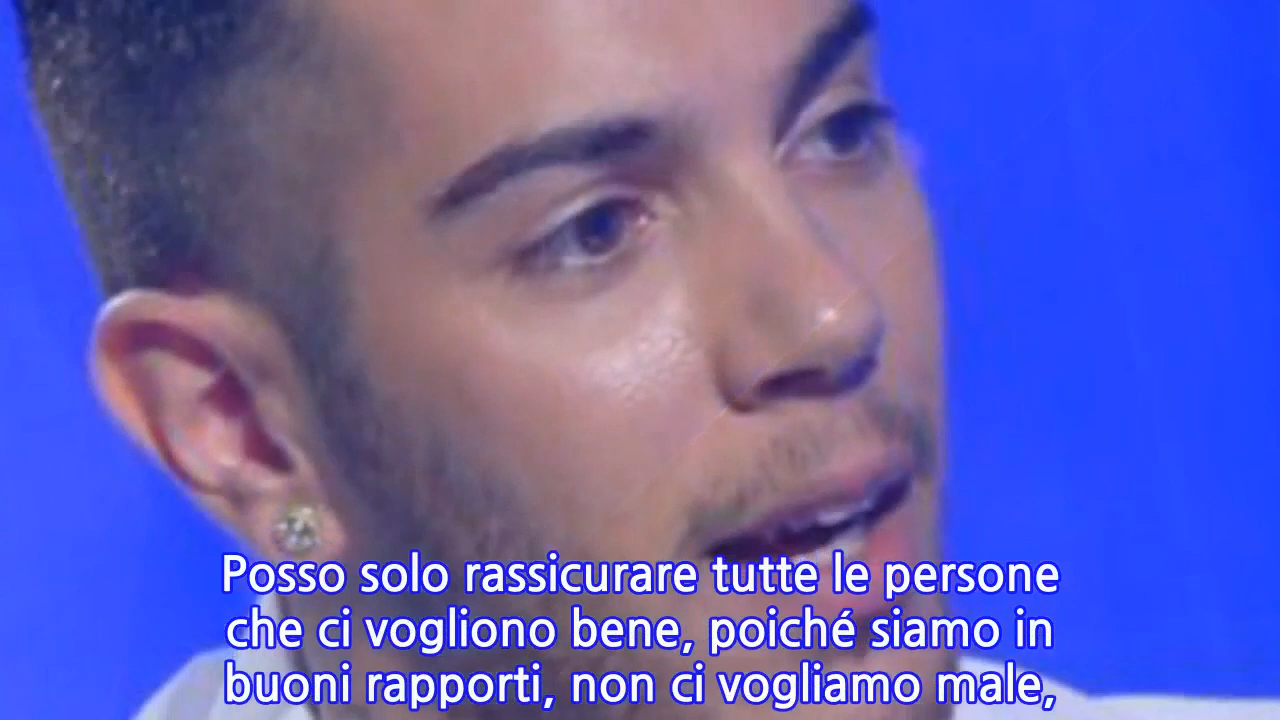 Posso solo rassicurare tutte le persone
che ci vogliono bene, poiché siamo in
buoni rapporti, non ci vogliamo male,